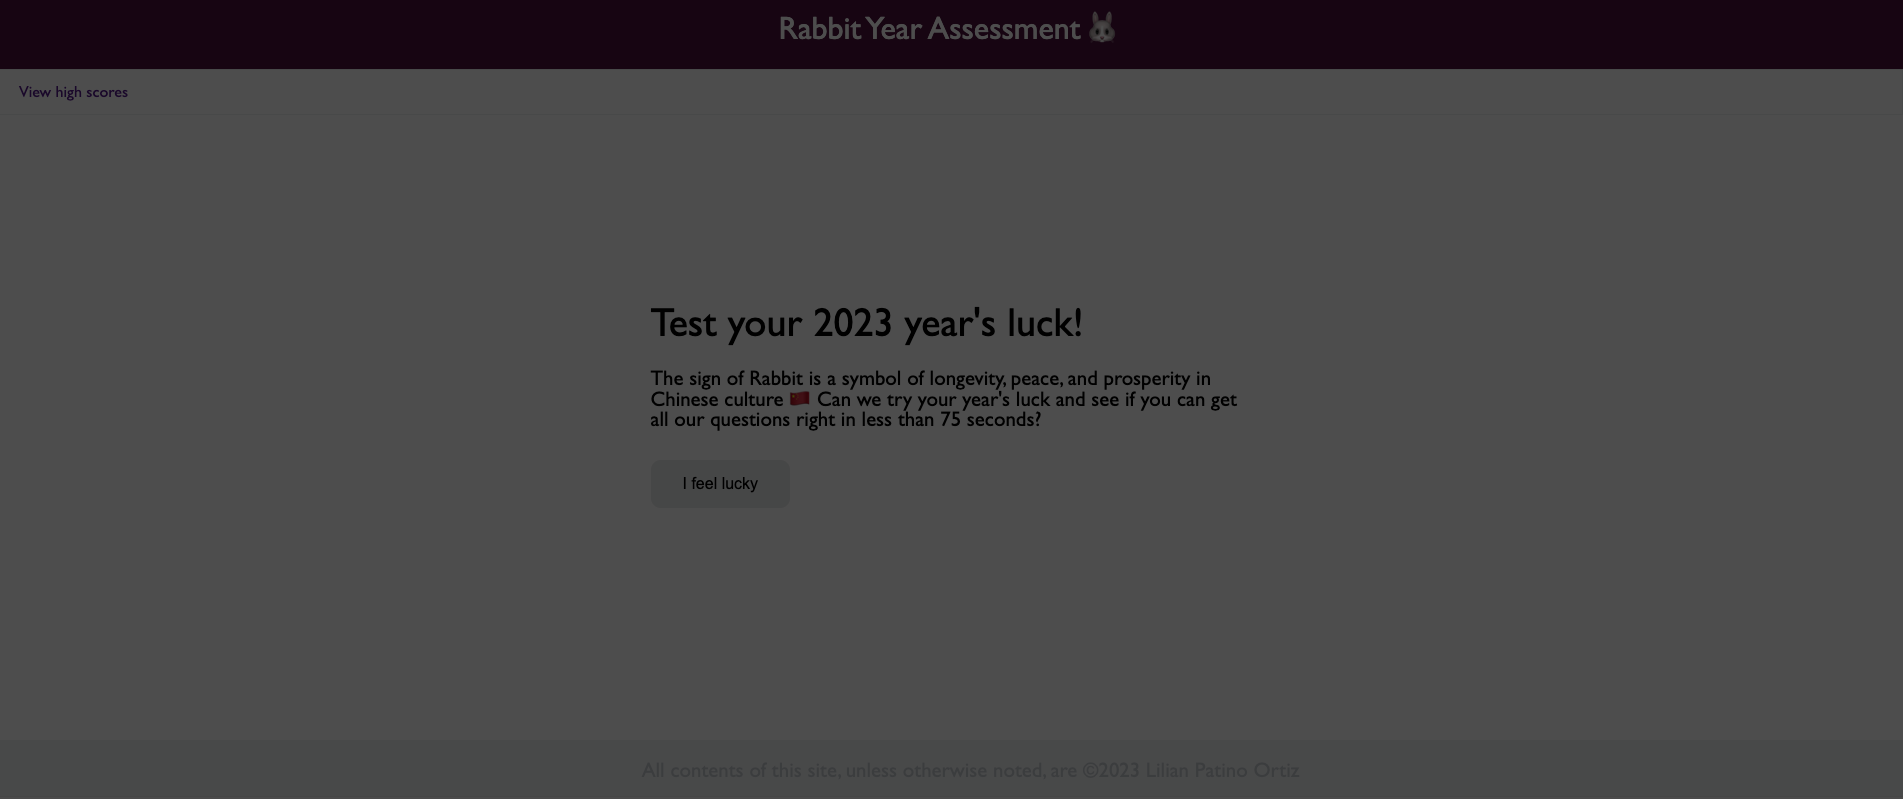 Rabbit Year Assessment 🐰
View high scores
Test your 2023 year's luck!
The sign of Rabbit is a symbol of longevity, peace, and prosperity in
Chinese culture 🇨🇳 Can we try your year's luck and see if you can get
all our questions right in less than 75 seconds?
I feel lucky
All contents of this site, unless otherwise noted, are ©2023 Lilian Patino Ortiz